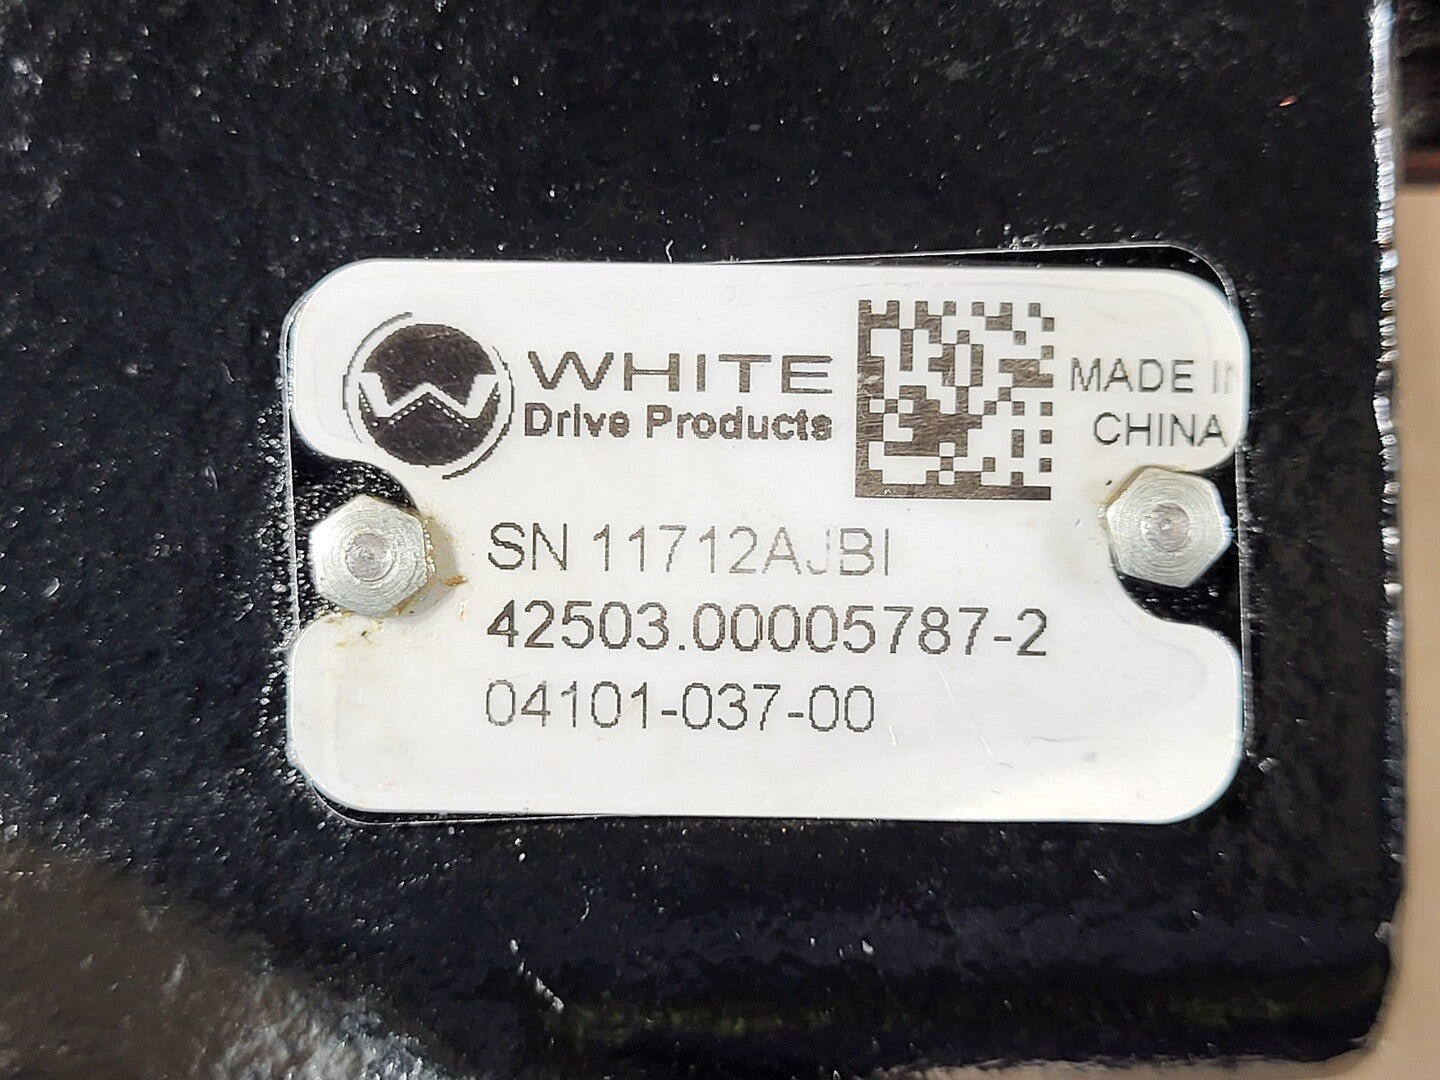 WHITE
Drive Products
MADE IN
CHINA
SN 11712AJBI
42503.00005787-2
04101-037-00